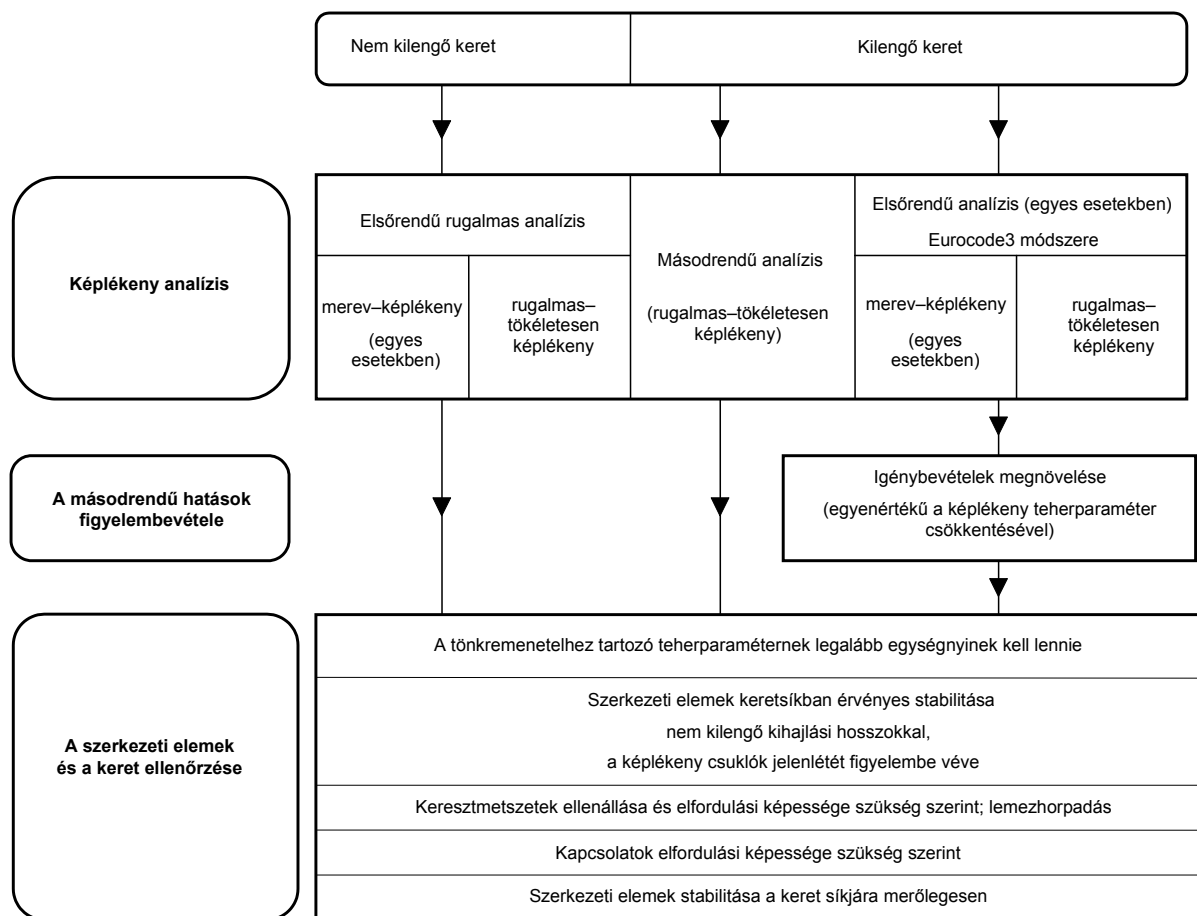 Nem kilengő keret
Kilengő keret
Képlékeny analízis
Elsőrendű rugalmas analízis
merev–képlékeny
(egyes
esetekben)
rugalmas–
tökéletesen
képlékeny
Másodrendű analízis
(rugalmas–tökéletesen
képlékeny)
Elsőrendű analízis (egyes esetekben)
Eurocode3 módszere
merev–képlékeny
(egyes
esetekben)
rugalmas–
tökéletesen
képlékeny
A másodrendű hatások
figyelembevétele
Igénybevételek megnövelése
(egyenértékű a képlékeny teherparaméter
csökkentésével)
A szerkezeti elemek
és a keret ellenőrzése
A tönkremenetelhez tartozó teherparaméternek legalább egységnyinek kell lennie
Szerkezeti elemek keretsíkban érvényes stabilitása
nem kilengő kihajlási hosszokkal,
a képlékeny csuklók jelenlétét figyelembe véve
Keresztmetszetek ellenállása és elfordulási képessége szükség szerint; lemezhorpadás
Kapcsolatok elfordulási képessége szükség szerint
Szerkezeti elemek stabilitása a keret síkjára merőlegesen